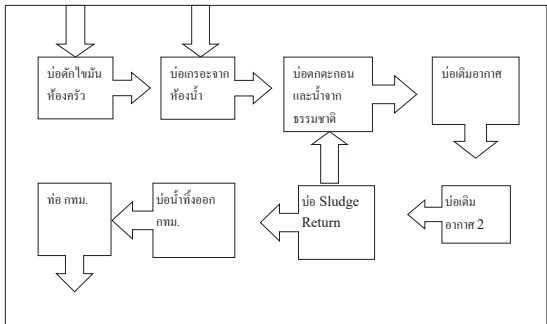 บ่อดักไขมัน
ห้องครัว
บ่อเกรอะจาก
ห้องน้ำ
บ่อตกตะกอน
และน้ำจาก
ธรรมชาติ
บ่อเติมอากาศ
ท่อ กทม.
บ่อน้ำทิ้งออก
กทม.
บ่อ Sludge
Return
บ่อเติม
อากาศ 2